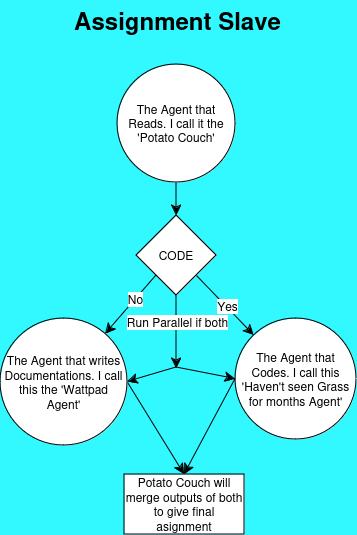 Assignment Slave
The Agent that
Reads. I call it the
'Potato Couch'
CODE
No
Yes
Run Parallel if both
The Agent that writes
Documentations. I call
this the 'Wattpad
Agent'
The Agent that
Codes. I call this
'Haven't seen Grass
for months Agent'
Potato Couch will
merge outputs of both
to give final
asignment